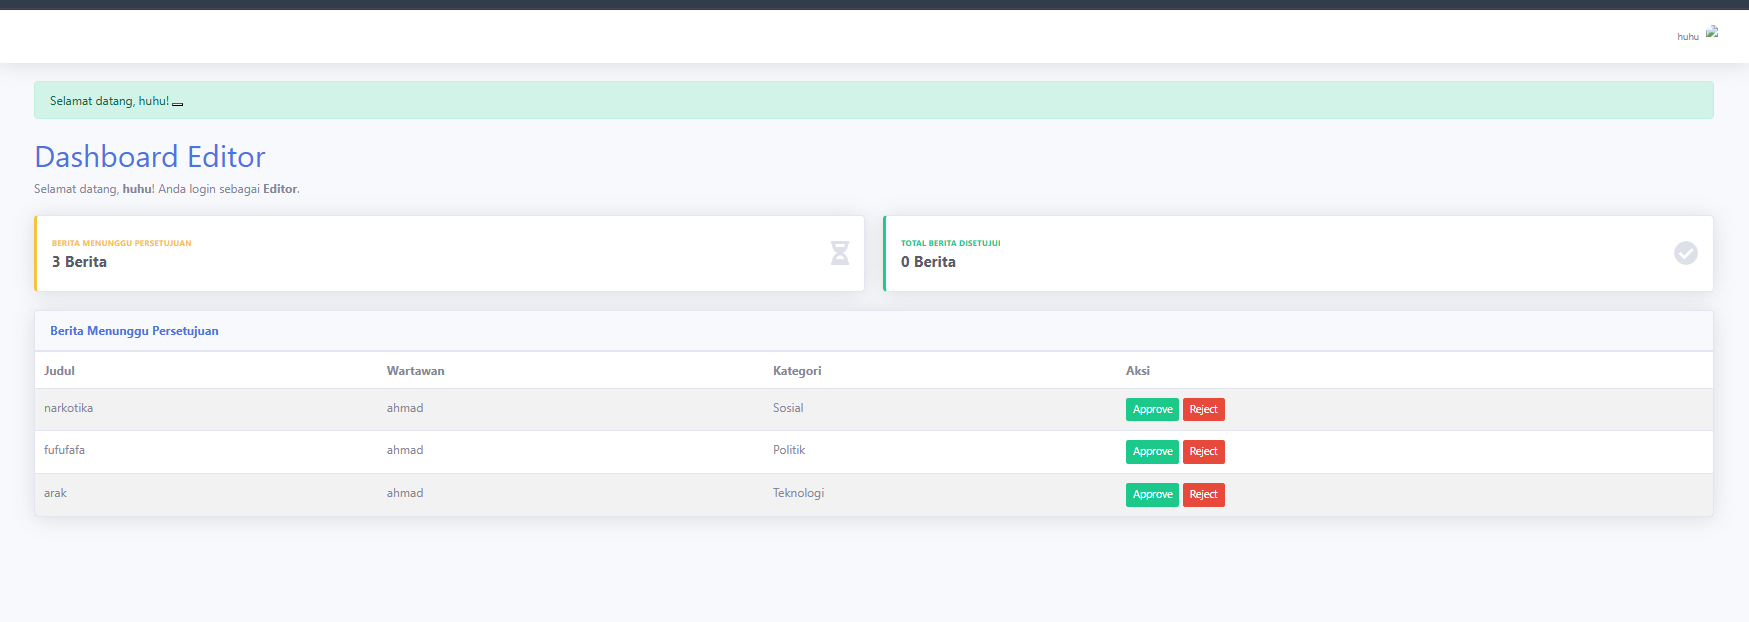 huhu
Selamat datang, huhu!
Dashboard Editor
Selamat datang, huhu! Anda login sebagai Editor.
BERITA MENUNGGU PERSETUJUAN
3 Berita
TOTAL BERITA DISETUJUI
0 Berita
Berita Menunggu Persetujuan
Judul Wartawan Kategori Aksi
narkotika ahmad Sosial Approve Reject
fufufafa ahmad Politik Approve Reject
arak ahmad Teknologi Approve Reject